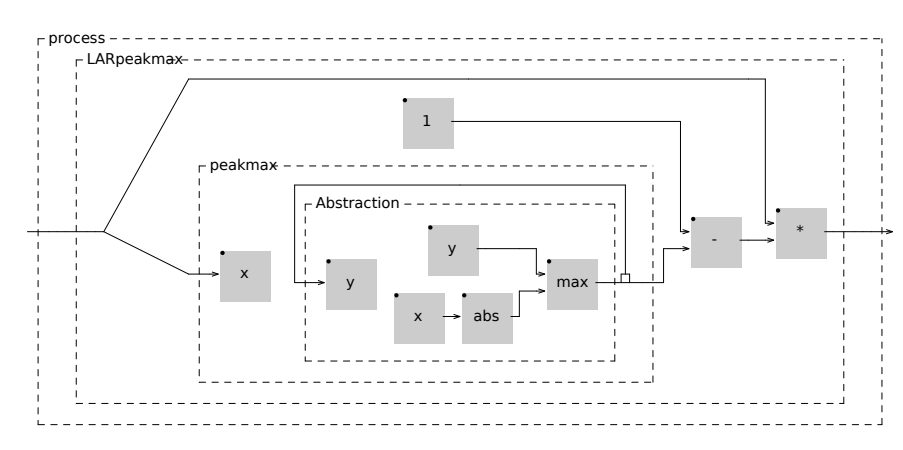 process
LARpeakmax
1
peakmax
Abstraction
y
x
y
max
x
abs
-
*